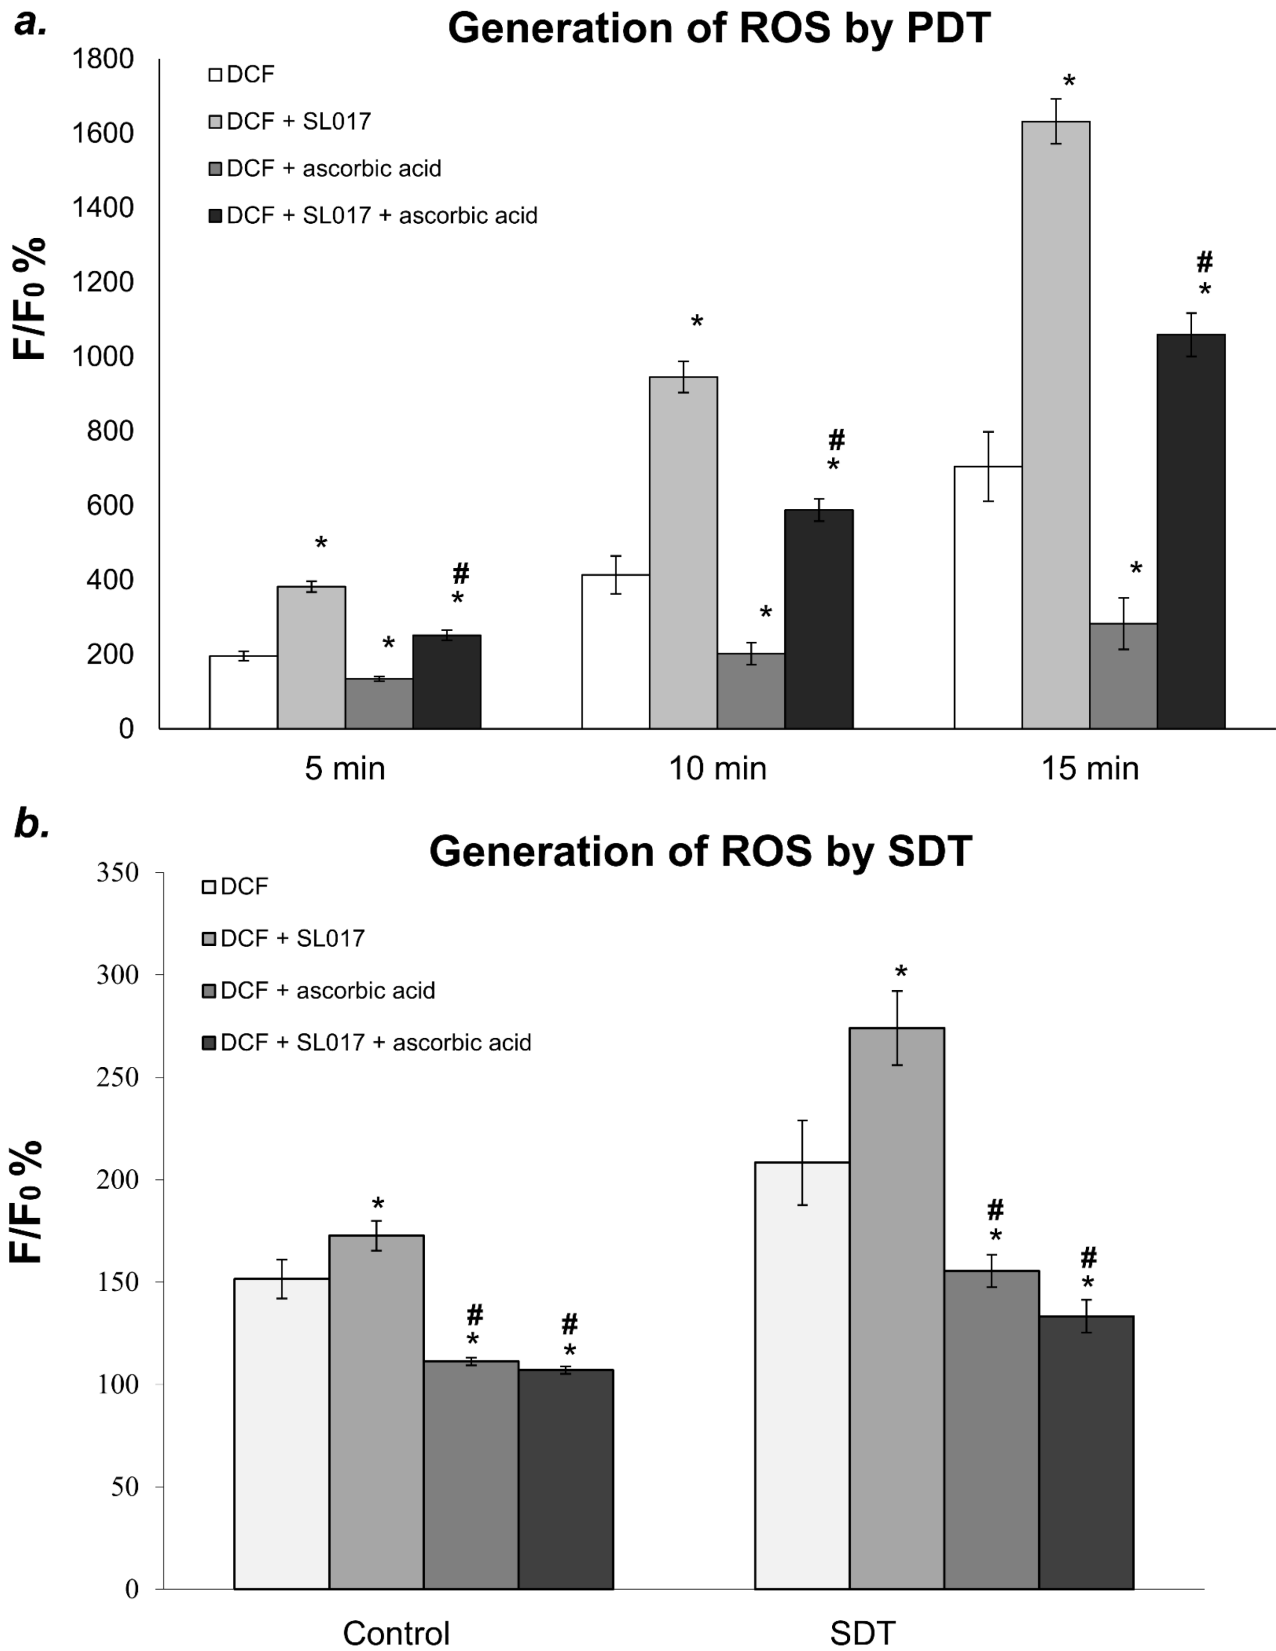 a.
Generation of ROS by PDT
F/F0 %
1800
1600
1400
1200
1000
800
600
400
200
0
DCF
DCF + SL017
DCF + ascorbic acid
DCF + SL017 + ascorbic acid
*
*
#
*
*
*
#
*
*
*
#
*
5 min
10 min
15 min
b.
Generation of ROS by SDT
F/F0 %
350
300
250
200
150
100
50
0
DCF
DCF + SL017
DCF + ascorbic acid
DCF + SL017 + ascorbic acid
*
#
*
#
*
*
#
*
#
*
Control
SDT